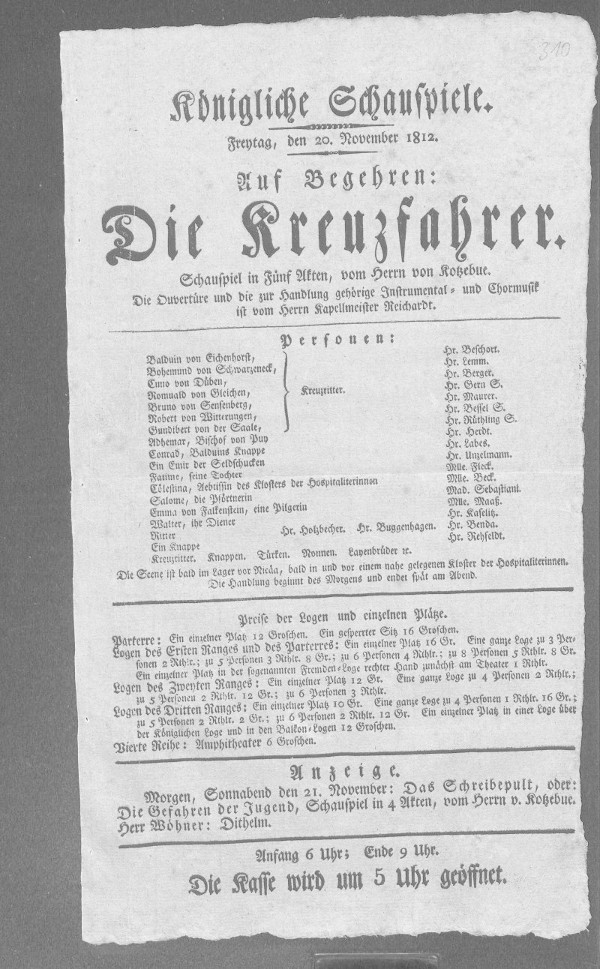 310
Königliche Schauspiele.
Freytag, den 20. November 1812.
Auf Begehren:
Die Kreuzfahrer.
Schauspiel in Fünf Akten, vom Herrn von Kotzebue.
Die Ouvertüre und die zur Handlung gehörige Instrumental- und Chormusik
ist vom Herrn Kapellmeister Reichardt.
Personen:
Balduin von Eichenhorst, Hr. Beschort.
Bohemund von Schwarzeneck, Hr. Lemm.
Cuno von Düben, Hr. Berger.
Romuald von Gleichen, Kreuzritter. Hr. Gern S.
Bruno von Sensenberg, Hr. Maurer.
Robert von Witterungen, Hr. Bessel S.
Gundibert von der Saale, Hr. Rüthling S.
Adhemar, Bischof von Puy Hr. Herdt.
Conrad, Balduins Knappe Hr. Labes.
Ein Emir der Seldschucken Hr. Unzelmann.
Fatime, seine Tochter Mlle. Fleck.
Cölestina, Aebtissin des Klosters der Hospitaliterinnen Mlle. Beck.
Salome, die Pförtnerin Mad. Sebastiani.
Emma von Falkenstein, eine Pilgerin Mlle. Maaß.
Walter, ihr Diener Hr. Kaselitz.
Ritter Hr. Holzbecher. Hr. Buggenhagen. Hr. Benda.
Ein Knappe Hr. Rehfeldt.
Kreuzritter. Knappen. Türken. Nonnen. Layenbrüder ꝛc.
Die Scene ist bald im Lager vor Nicäa, bald in und vor einem nahe gelegenen Kloster der Hospitaliterinnen.
Die Handlung beginnt des Morgens und endet spät am Abend.
Preise der Logen und einzelnen Plätze.
Parterre: Ein einzelner Platz 12 Groschen. Ein gesperrter Sitz 16 Groschen.
Logen des Ersten Ranges und des Parterres: Ein einzelner Platz 16 Gr. Eine ganze Loge zu 3 Per-
sonen 2 Rthlr.; zu 5 Personen 3 Rthlr. 8 Gr.; zu 6 Personen 4 Rthlr.; zu 8 Personen 5 Rthlr. 8 Gr.
Ein einzelner Platz in der sogenannten Fremden-Loge rechter Hand zunächst am Theater 1 Rthlr.
Logen des Zweyten Ranges: Ein einzelner Platz 12 Gr. Eine ganze Loge zu 4 Personen 2 Rthlr.;
zu 5 Personen 2 Rthlr. 12 Gr.; zu 6 Personen 3 Rthlr.
Logen des Dritten Ranges: Ein einzelner Platz 10 Gr. Eine ganze Loge zu 4 Personen 1 Rthlr. 16 Gr.;
zu 5 Personen 2 Rthlr. 2 Gr.; zu 6 Personen 2 Rthlr. 12 Gr. Ein einzelner Platz in einer Loge über
der Königlichen Loge und in den Balkon-Logen 12 Groschen.
Vierte Reihe: Amphitheater 6 Groschen.
Anzeige.
Morgen, Sonnabend den 21. November: Das Schreibepult, oder:
Die Gefahren der Jugend, Schauspiel in 4 Akten, vom Herrn v. Kotzebue.
Herr Wöhner: Dithelm.
Anfang 6 Uhr; Ende 9 Uhr.
Die Kasse wird um 5 Uhr geöffnet.